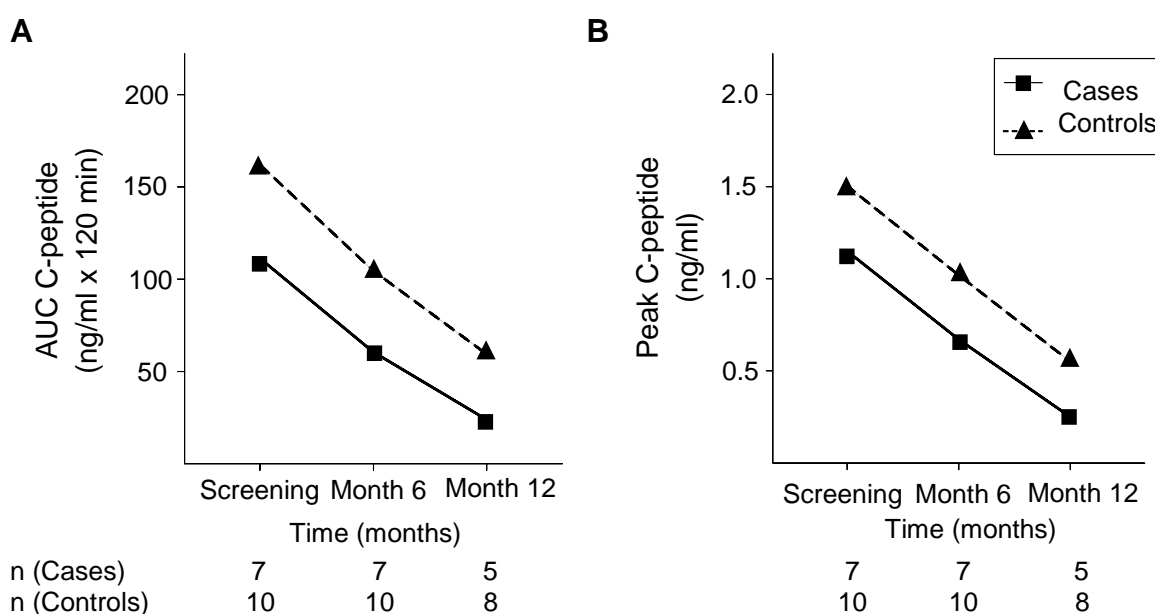 A
200
150
100
50
AUC C-peptide
(ng/ml x 120 min)
Screening Month 6 Month 12
Time (months)
B
2.0
1.5
1.0
0.5
Peak C-peptide
(ng/ml)
Cases
Controls
Screening Month 6 Month 12
Time (months)
n (Cases) 7 7 5 7 7 5
n (Controls) 10 10 8 10 10 8